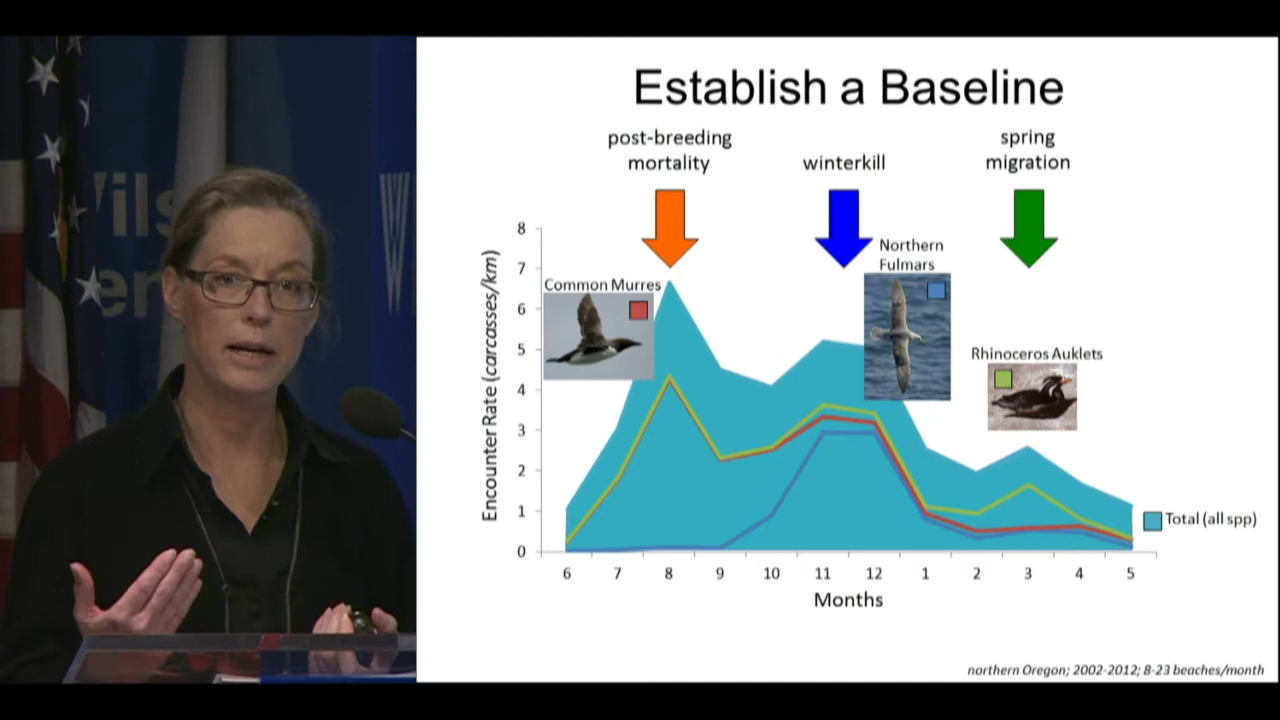 Establish a Baseline
post-breeding
mortality
winterkill
spring
migration
Northern
Fulmars
Common Murres
Rhinoceros Auklets
Encounter Rate (carcasses/km)
8
7
6
5
4
3
2
1
0
6 7 8 9 10 11 12 1 2 3 4 5
Months
Total (all spp)
northern Oregon; 2002-2012; 8-23 beaches/month